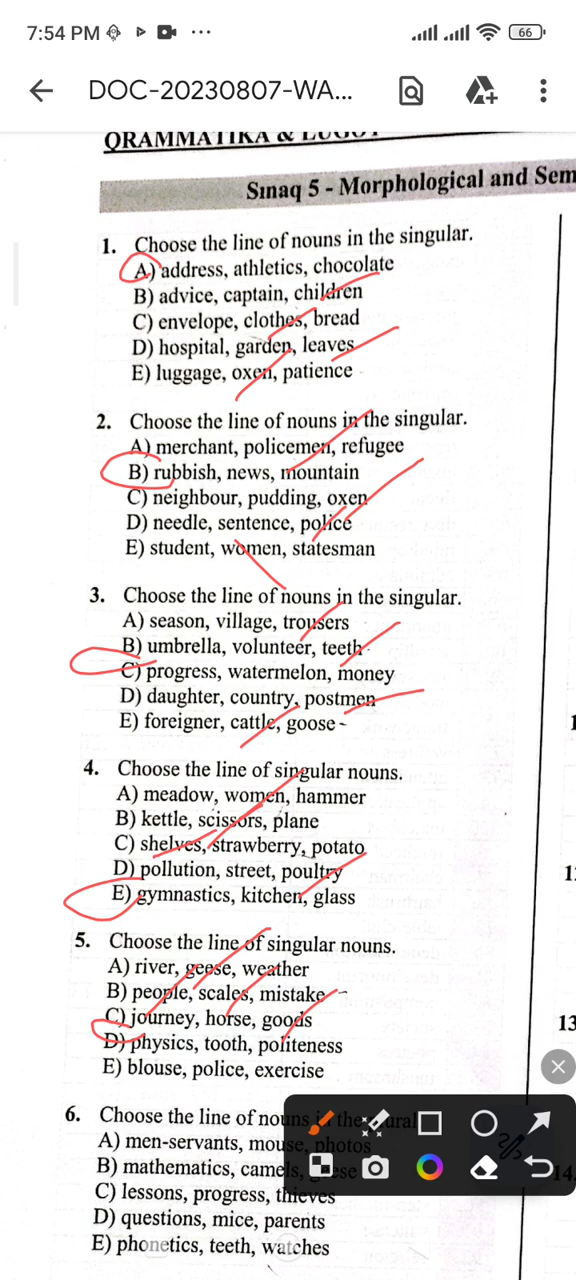 7:54 PM
66
DOC-20230807-WA...
QRAMMATIKA &
Sınaq 5 - Morphological and Sem
1. Choose the line of nouns in the singular.
A) address, athletics, chocolate
B) advice, captain, children
C) envelope, clothes, bread
D) hospital, garden, leaves
E) luggage, oxen, patience
2. Choose the line of nouns in the singular.
A) merchant, policemen, refugee
B) rubbish, news, mountain
C) neighbour, pudding, oxen
D) needle, sentence, police
E) student, women, statesman
3. Choose the line of nouns in the singular.
A) season, village, trousers
B) umbrella, volunteer, teeth
C) progress, watermelon, money
D) daughter, country, postmen
E) foreigner, cattle, goose
4. Choose the line of singular nouns.
A) meadow, women, hammer
B) kettle, scissors, plane
C) shelves, strawberry, potato
D) pollution, street, poultry
E) gymnastics, kitchen, glass
5. Choose the line of singular nouns.
A) river, geese, weather
B) people, scales, mistake
C) journey, horse, goods
D) physics, tooth, politeness
E) blouse, police, exercise
13
6. Choose the line of nouns in the plural
A) men-servants, mouse, photos
B) mathematics, camels, geese
14
C) lessons, progress, thieves
D) questions, mice, parents
E) phonetics, teeth, watches